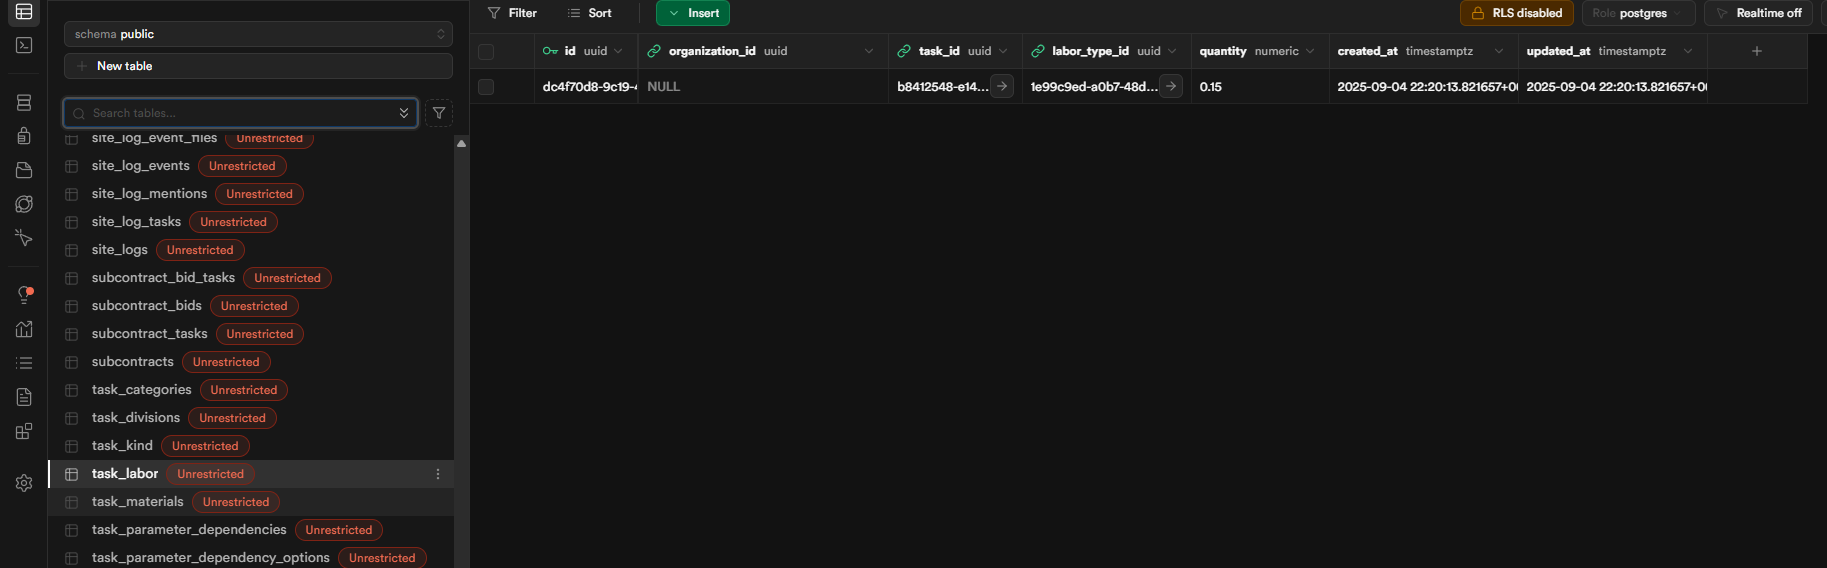 schema public
New table
Search tables...
site_log_event_files Unrestricted
site_log_events Unrestricted
site_log_mentions Unrestricted
site_log_tasks Unrestricted
site_logs Unrestricted
subcontract_bid_tasks Unrestricted
subcontract_bids Unrestricted
subcontract_tasks Unrestricted
subcontracts Unrestricted
task_categories Unrestricted
task_divisions Unrestricted
task_kind Unrestricted
task_labor Unrestricted
task_materials Unrestricted
task_parameter_dependencies Unrestricted
task_parameter_dependency_options Unrestricted
Filter Sort Insert RLS disabled Role postgres Realtime off
id uuid organization_id uuid task_id uuid labor_type_id uuid quantity numeric created_at timestamptz updated_at timestamptz
dc4f70d8-9c19-4 NULL b8412548-e14... 1e99c9ed-a0b7-48d... 0.15 2025-09-04 22:20:13.821657+0 2025-09-04 22:20:13.821657+0